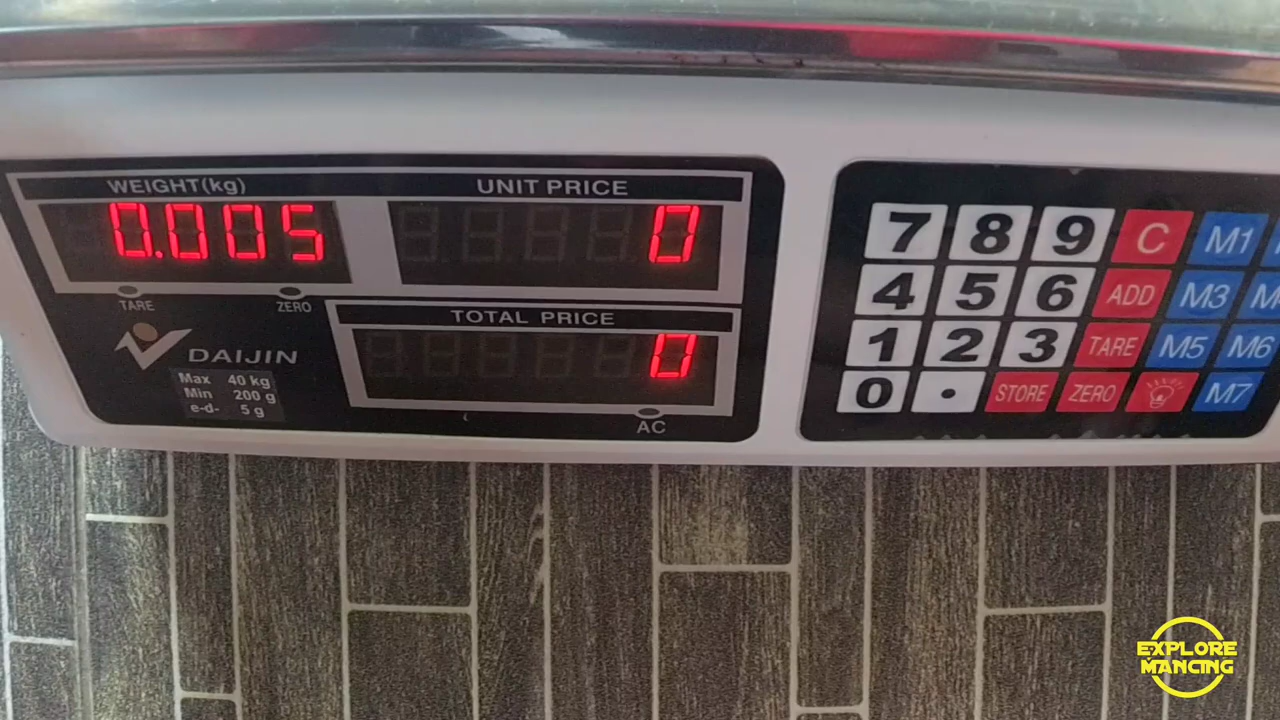 WEIGHT(kg) UNIT PRICE
0.005 0
TARE ZERO
TOTAL PRICE
0
DAIJIN
Max 40 kg
Min 200 g
e-d- 5 g
AC
7 8 9 C M1
4 5 6 ADD M3
1 2 3 TARE M5 M6
0 . STORE ZERO M7
EXPLORE
MANCING